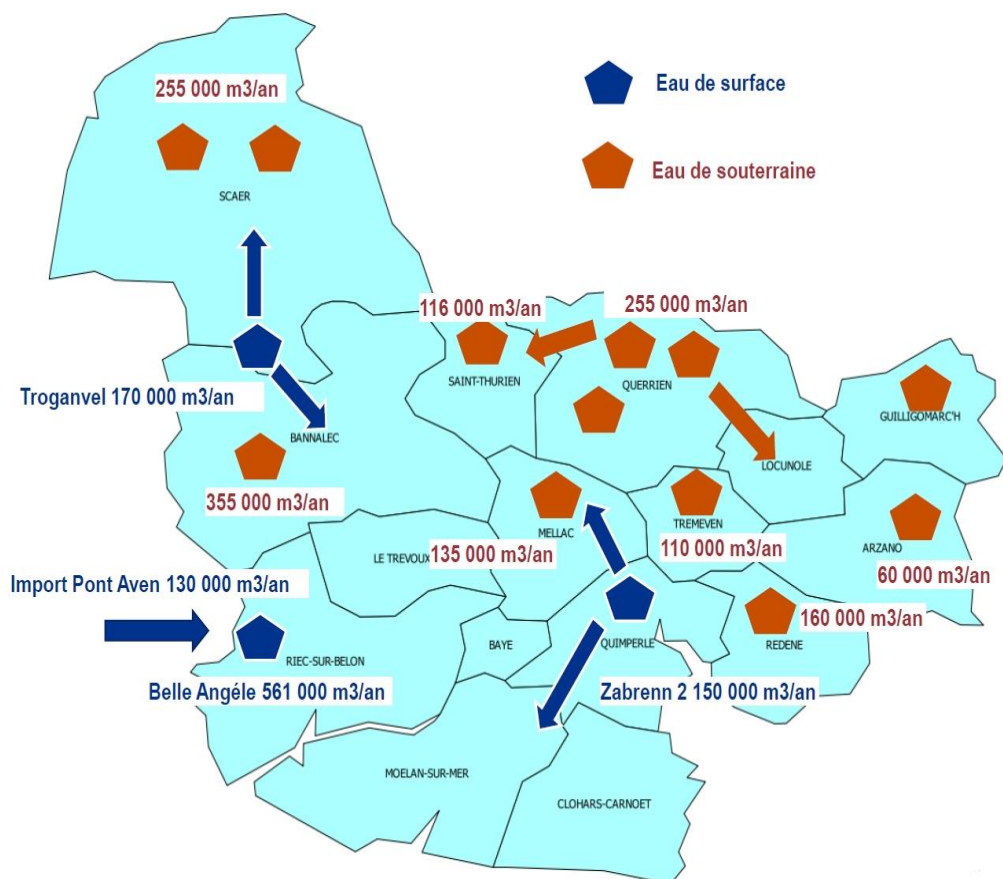 255 000 m3/an
Eau de surface
Eau de souterraine
SCAER
116 000 m3/an
255 000 m3/an
SAINT-THURIEN
QUERRIEN
Troganvel 170 000 m3/an
GUILLIGOMARC'H
BANNALEC
LOCUNOLE
355 000 m3/an
MELLAC
TREMEVEN
LE TREVOUX
135 000 m3/an
110 000 m3/an
ARZANO
60 000 m3/an
Import Pont Aven 130 000 m3/an
160 000 m3/an
BAYE
QUIMPERLE
REDENE
RIEC-SUR-BELON
Belle Angéle 561 000 m3/an
Zabrenn 2 150 000 m3/an
MOELAN-SUR-MER
CLOHARS-CARNOET